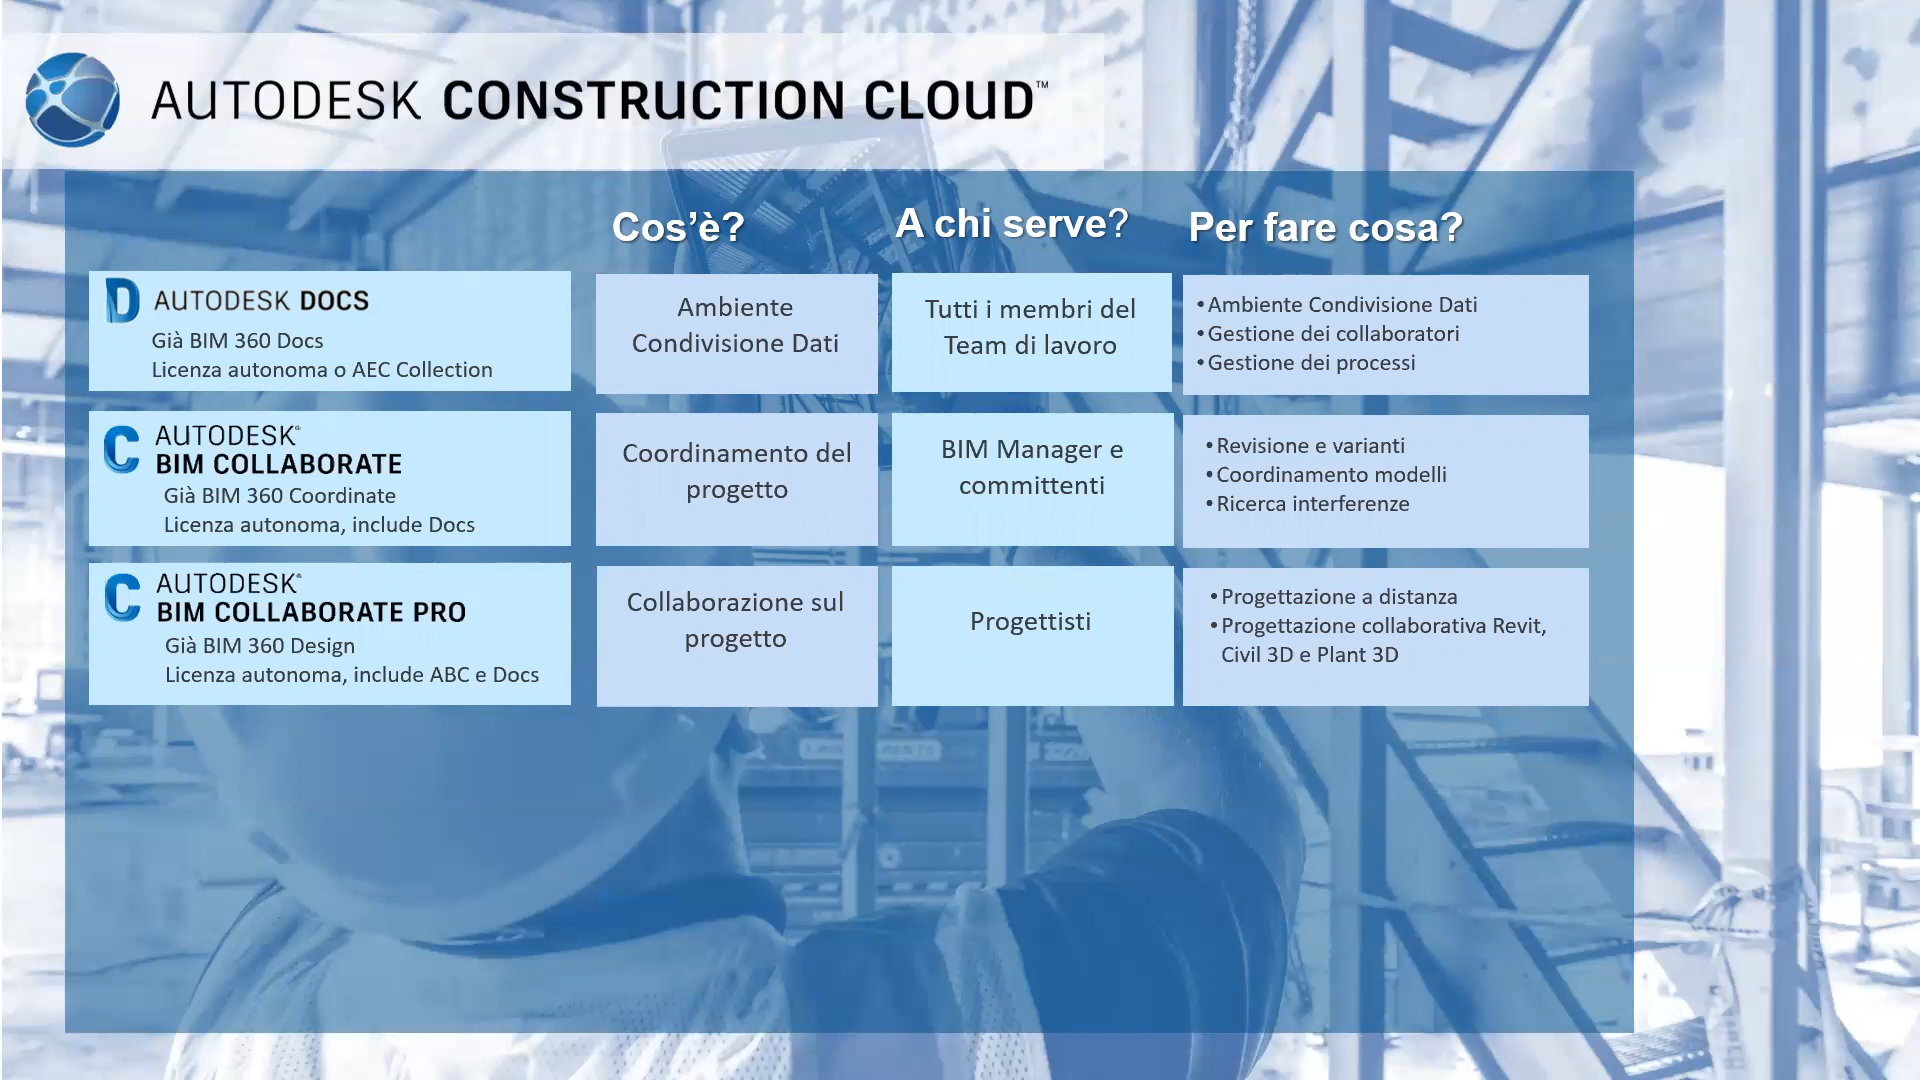 AUTODESK CONSTRUCTION CLOUD™
Cos’è?
A chi serve?
Per fare cosa?
AUTODESK DOCS
Già BIM 360 Docs
Licenza autonoma o AEC Collection
Ambiente
Condivisione Dati
Tutti i membri del
Team di lavoro
•Ambiente Condivisione Dati
•Gestione dei collaboratori
•Gestione dei processi
AUTODESK®
BIM COLLABORATE
Già BIM 360 Coordinate
Licenza autonoma, include Docs
Coordinamento del
progetto
BIM Manager e
committenti
•Revisione e varianti
•Coordinamento modelli
•Ricerca interferenze
AUTODESK®
BIM COLLABORATE PRO
Già BIM 360 Design
Licenza autonoma, include ABC e Docs
Collaborazione sul
progetto
Progettisti
•Progettazione a distanza
•Progettazione collaborativa Revit,
Civil 3D e Plant 3D